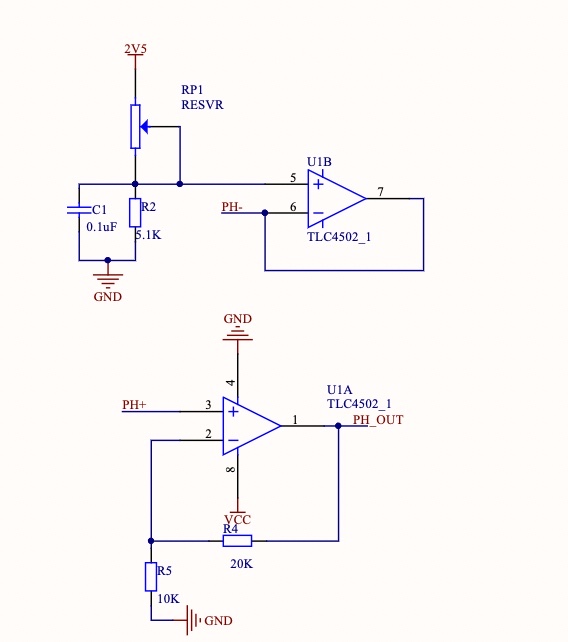 2V5
RP1
RESVR
U1B
5
+
7
PH-
6
−
C1
R2
0.1uF
5.1K
TLC4502_1
GND
GND
4
U1A
TLC4502_1
PH+
3
+
1
PH_OUT
2
−
8
VCC
R4
20K
R5
10K
GND